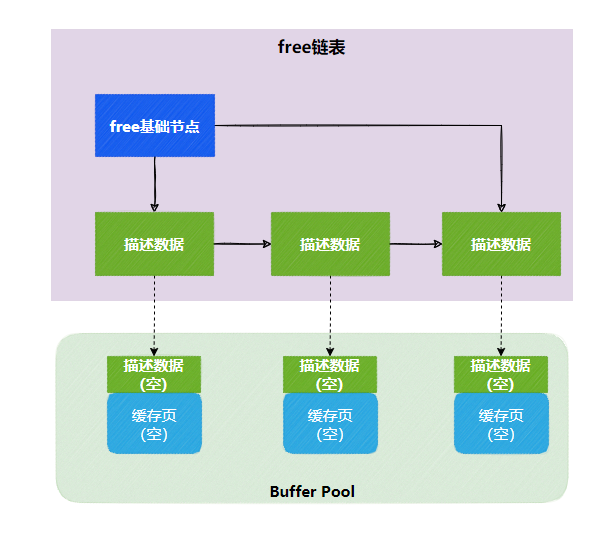 free链表
free基础节点
描述数据
描述数据
描述数据
描述数据
(空)
描述数据
(空)
描述数据
(空)
缓存页
(空)
缓存页
(空)
缓存页
(空)
Buffer Pool